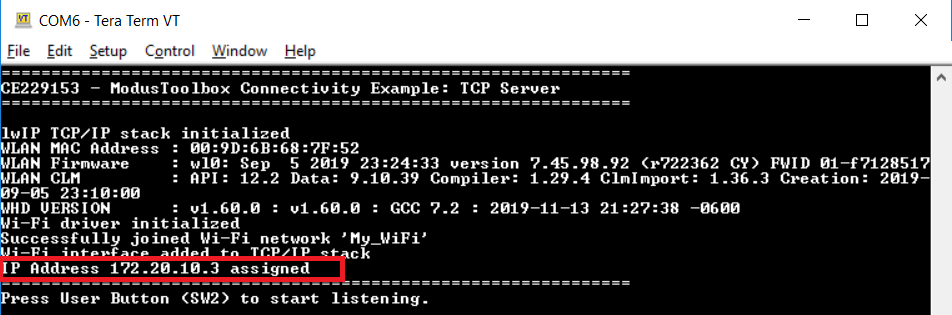 COM6 - Tera Term VT
File Edit Setup Control Window Help
===============================================================
CE229153 - ModusToolbox Connectivity Example: TCP Server
===============================================================
lwIP TCP/IP stack initialized
WLAN MAC Address : 00:9D:6B:68:7F:52
WLAN Firmware    : wl0: Sep  5 2019 23:24:33 version 7.45.98.92 (r722362 CY) FWID 01-f7128517
WLAN CLM         : API: 12.2 Data: 9.10.39 Compiler: 1.29.4 ClmImport: 1.36.3 Creation: 2019-
09-05 23:10:00
WHD VERSION      : v1.60.0 : v1.60.0 : GCC 7.2 : 2019-11-13 21:27:38 -0600
Wi-Fi driver initialized
Successfully joined Wi-Fi network 'My_WiFi'
Wi-Fi interface added to TCP/IP stack
IP Address 172.20.10.3 assigned
===============================================================
Press User Button (SW2) to start listening.